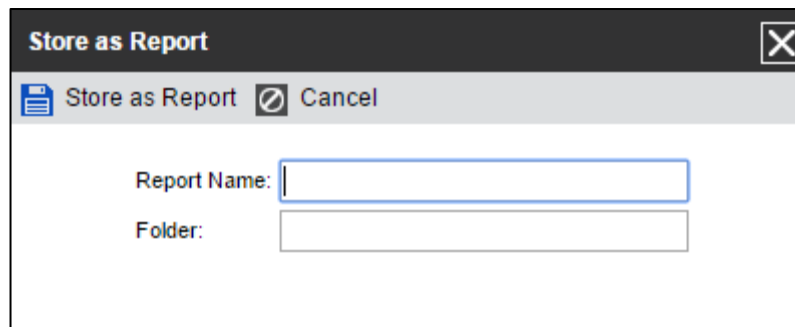 Store as Report
Store as Report Cancel
Report Name:
Folder: